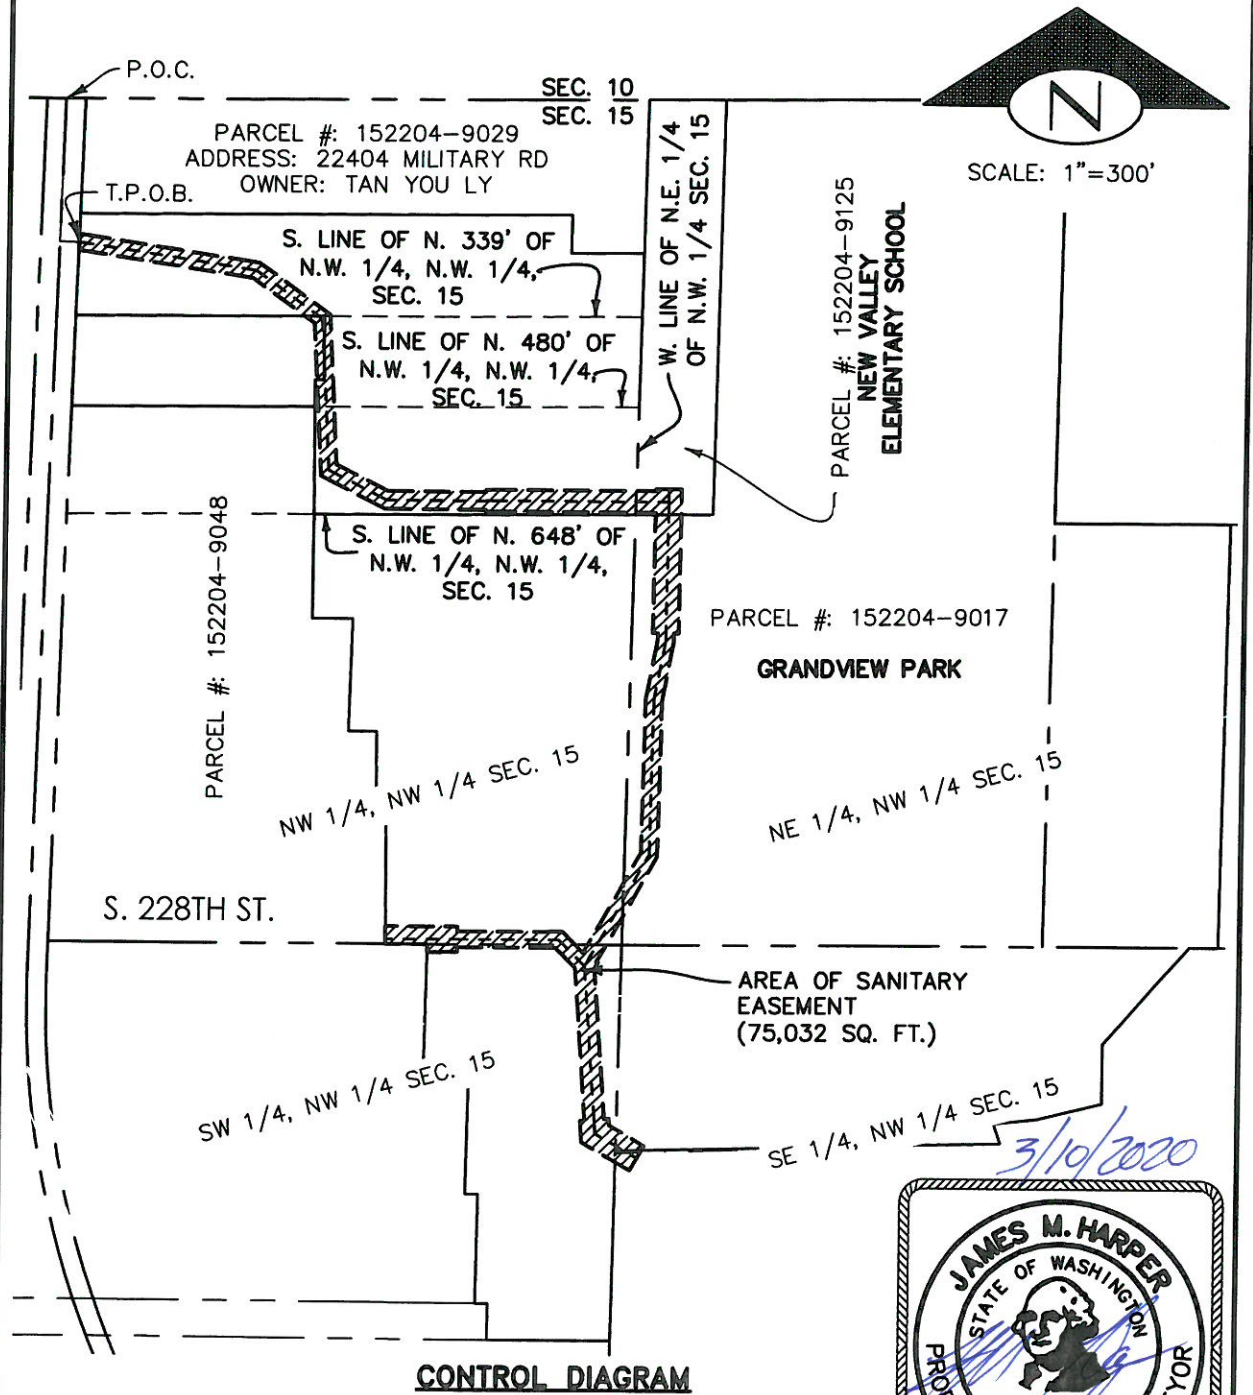 P.O.C.
SEC. 10
SEC. 15
PARCEL #: 152204-9029
ADDRESS: 22404 MILITARY RD
OWNER: TAN YOU LY
T.P.O.B.
N
SCALE: 1"=300'
S. LINE OF N. 339' OF
N.W. 1/4, N.W. 1/4,
SEC. 15
S. LINE OF N. 480' OF
N.W. 1/4, N.W. 1/4,
SEC. 15
W. LINE OF N.E. 1/4
OF N.W. 1/4 SEC. 15
PARCEL #: 152204-9125
NEW VALLEY
ELEMENTARY SCHOOL
PARCEL #: 152204-9048
S. LINE OF N. 648' OF
N.W. 1/4, N.W. 1/4,
SEC. 15
PARCEL #: 152204-9017
GRANDVIEW PARK
NW 1/4, NW 1/4 SEC. 15
NE 1/4, NW 1/4 SEC. 15
S. 228TH ST.
AREA OF SANITARY
EASEMENT
(75,032 SQ. FT.)
SW 1/4, NW 1/4 SEC. 15
SE 1/4, NW 1/4 SEC. 15
3/10/2020
JAMES M. HARPER
STATE OF WASHINGTON
CONTROL DIAGRAM